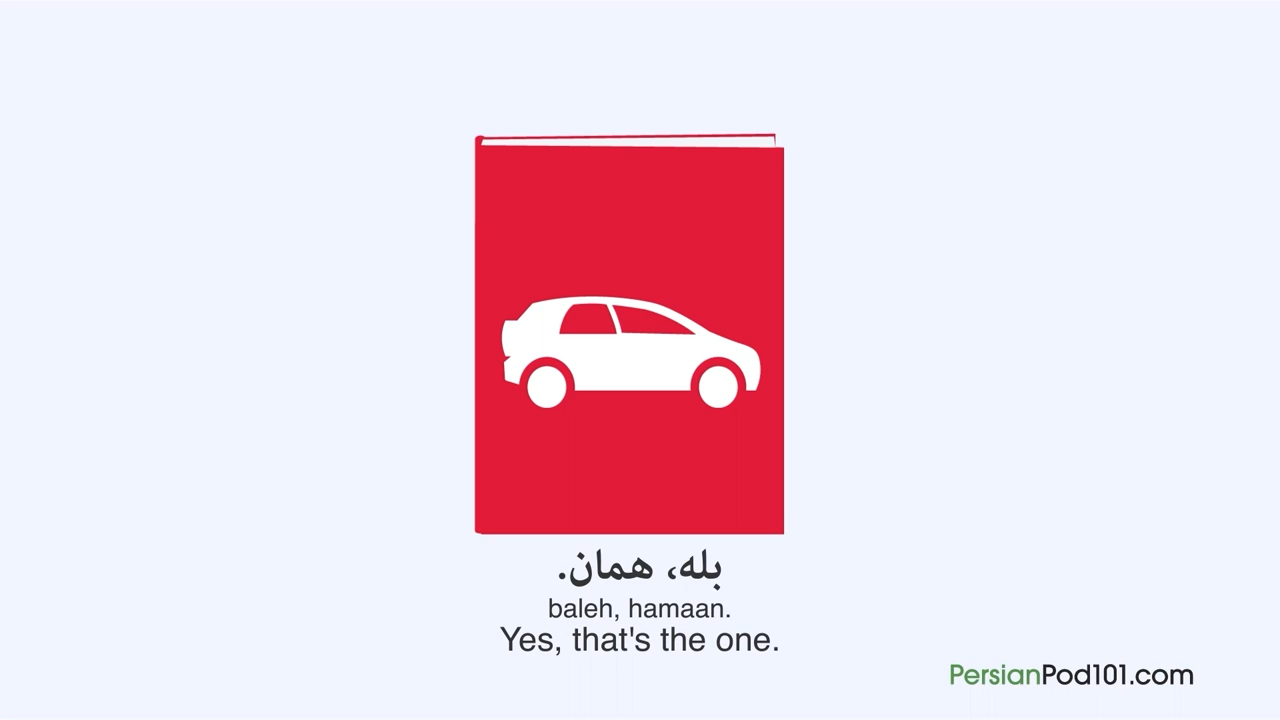 بله، همان.
baleh, hamaan.
Yes, that's the one.
PersianPod101.com